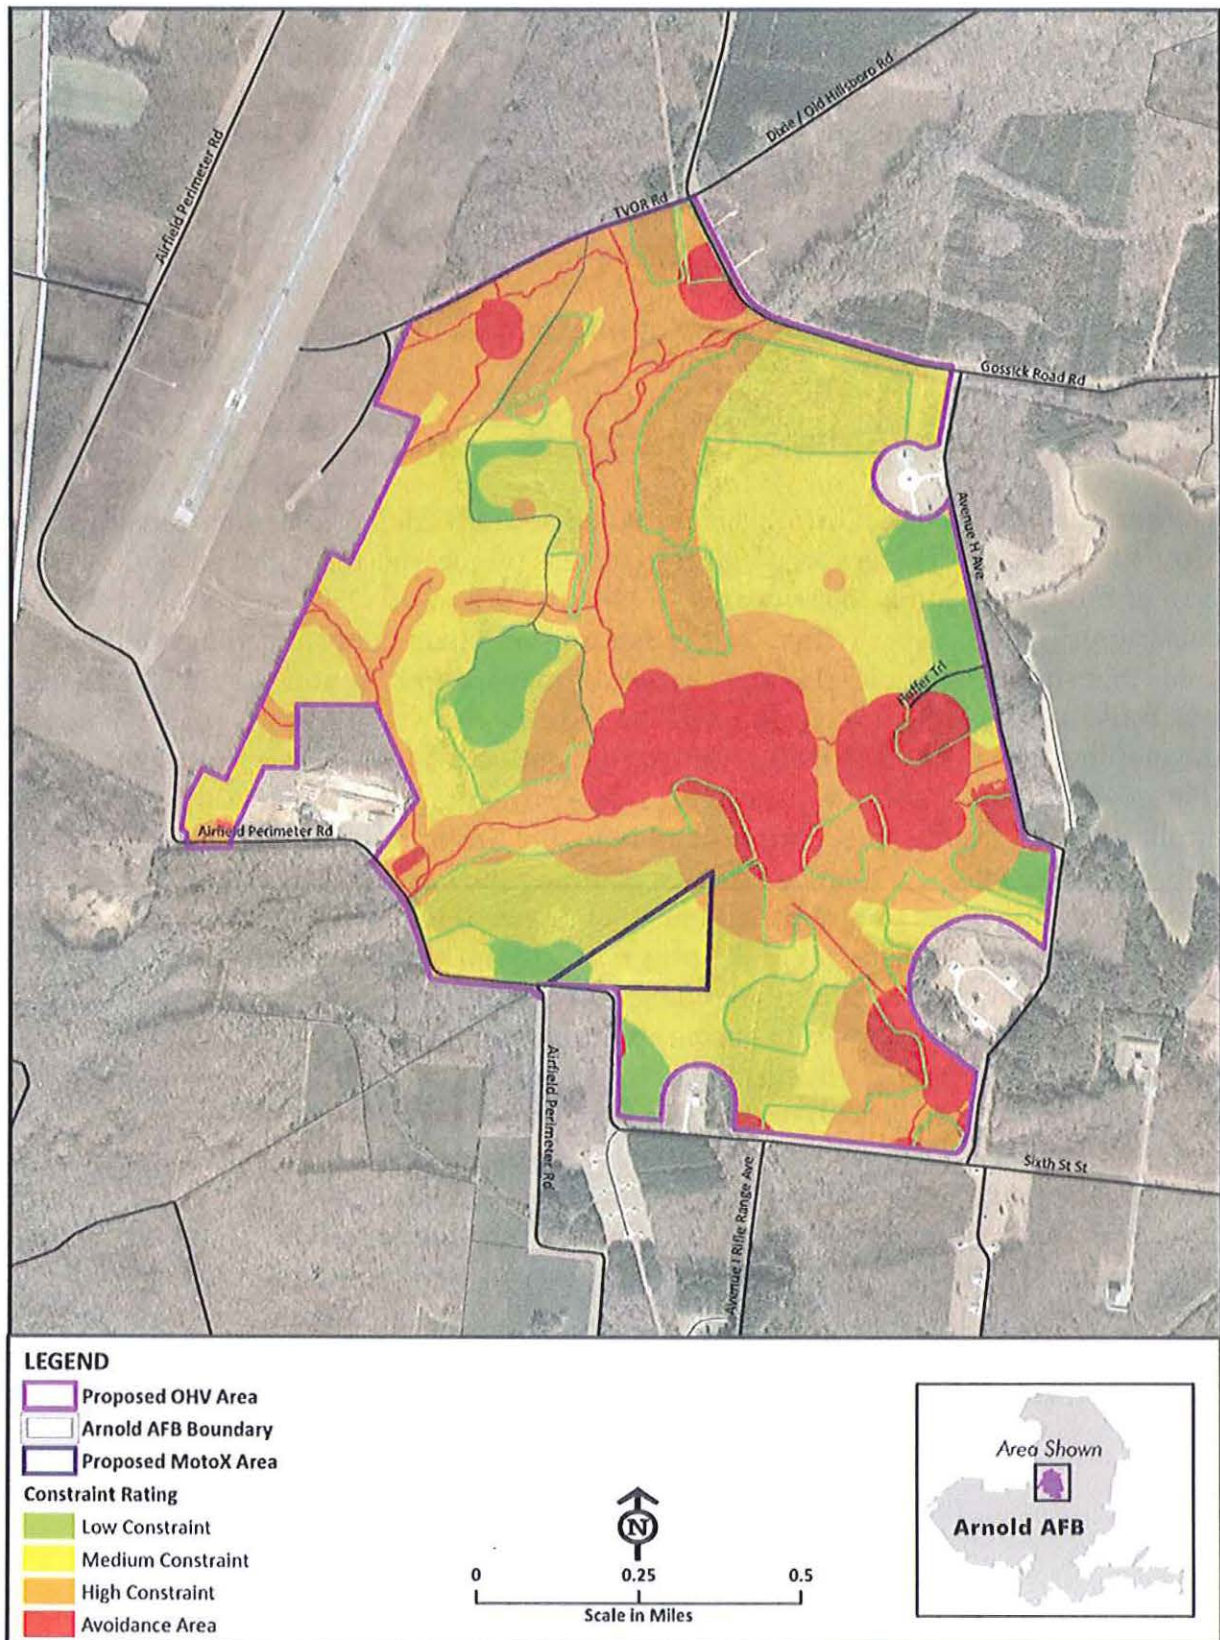 Dixie / Old Hillsboro Rd
Airfield Perimeter Rd
TVOR Rd
Gossick Road Rd
Avenue H Ave
Trl
Airfield Perimeter Rd
Airfield Perimeter Rd
Avenue I Rifle Range Ave
Sixth St St
LEGEND
Proposed OHV Area
Arnold AFB Boundary
Proposed MotoX Area
Constraint Rating
Low Constraint
Medium Constraint
High Constraint
Avoidance Area
N
0 0.25 0.5
Scale in Miles
Area Shown
Arnold AFB